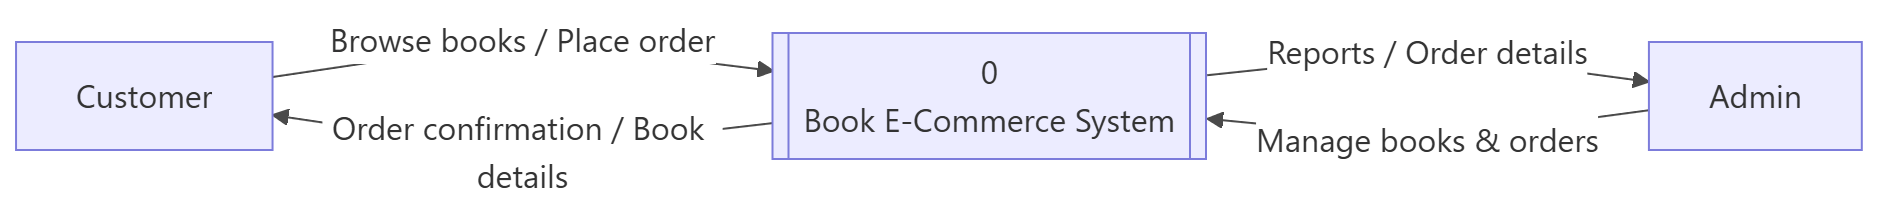 Browse books / Place order
Customer
Order confirmation / Book
details
0
Book E-Commerce System
Reports / Order details
Manage books & orders
Admin